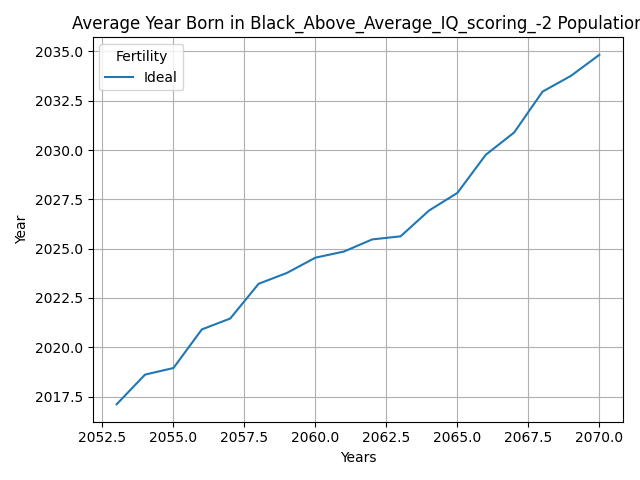 Average Year Born in Black_Above_Average_IQ_scoring_-2 Population
Fertility
Ideal
2035.0
2032.5
2030.0
2027.5
2025.0
2022.5
2020.0
2017.5
Year
2052.5 2055.0 2057.5 2060.0 2062.5 2065.0 2067.5 2070.0
Years